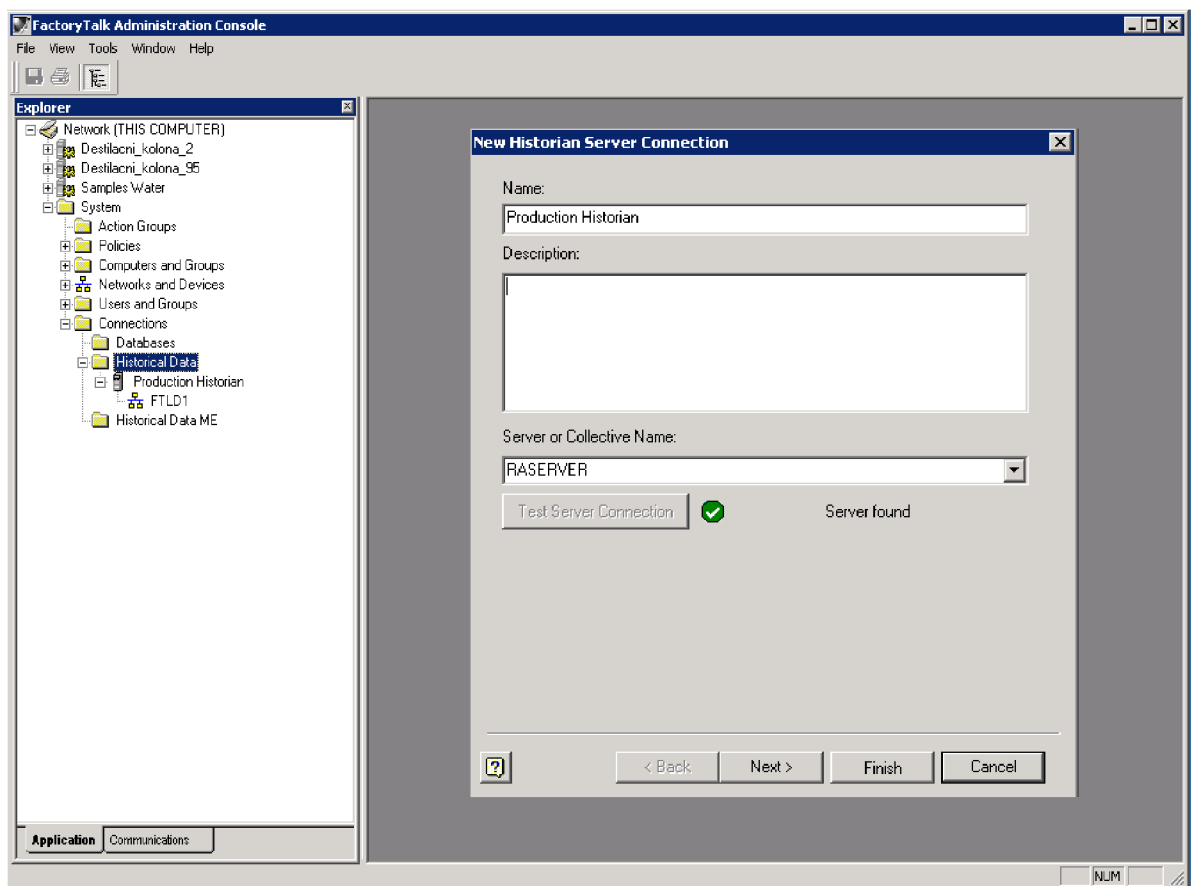 FactoryTalk Administration Console
File View Tools Window Help
Explorer
Network (THIS COMPUTER)
Destilacni_kolona_2
Destilacni_kolona_95
Samples Water
System
Action Groups
Policies
Computers and Groups
Networks and Devices
Users and Groups
Connections
Databases
Historical Data
Production Historian
FTLD1
Historical Data ME
Application Communications
New Historian Server Connection
Name:
Production Historian
Description:
Server or Collective Name:
RASERVER
Test Server Connection Server found
< Back Next > Finish Cancel
NUM